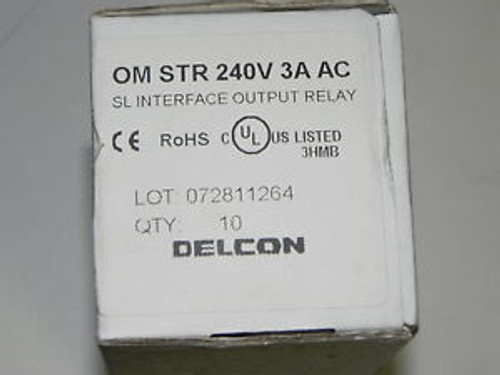 OM STR 240V 3A AC
SL INTERFACE OUTPUT RELAY
CE RoHS C UL US LISTED
3HMB
LOT: 072811264
QTY: 10
DELCON